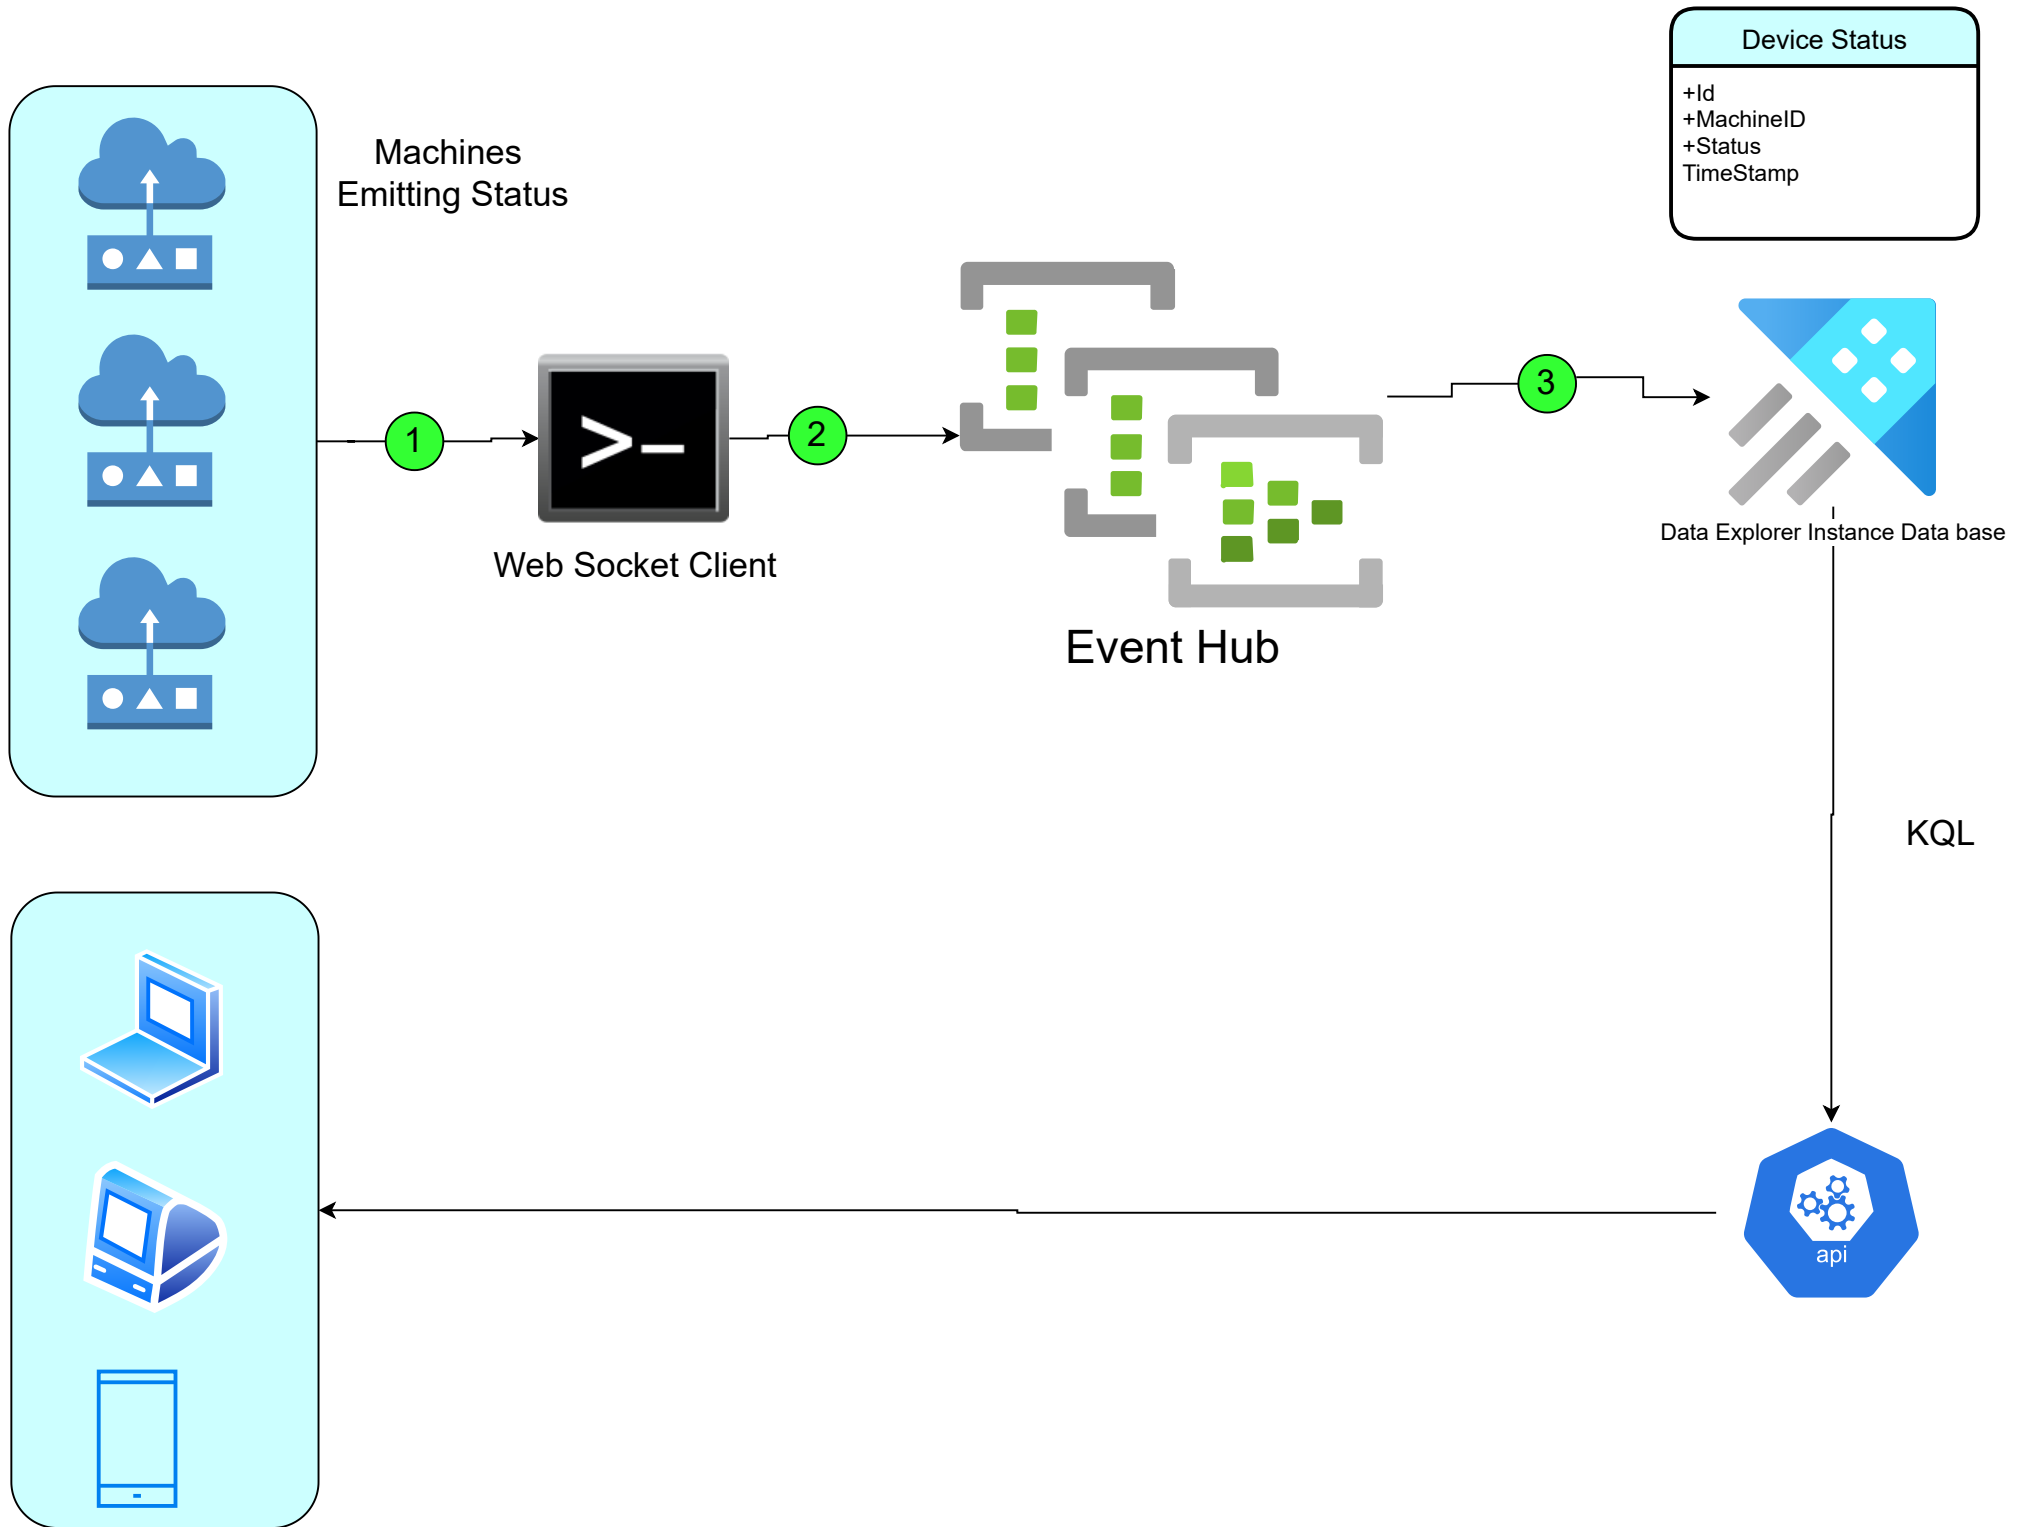 Device Status
+Id
+MachineID
+Status
TimeStamp
Machines
Emitting Status
1
2
3
>_
Web Socket Client
Event Hub
Data Explorer Instance Data base
KQL
api